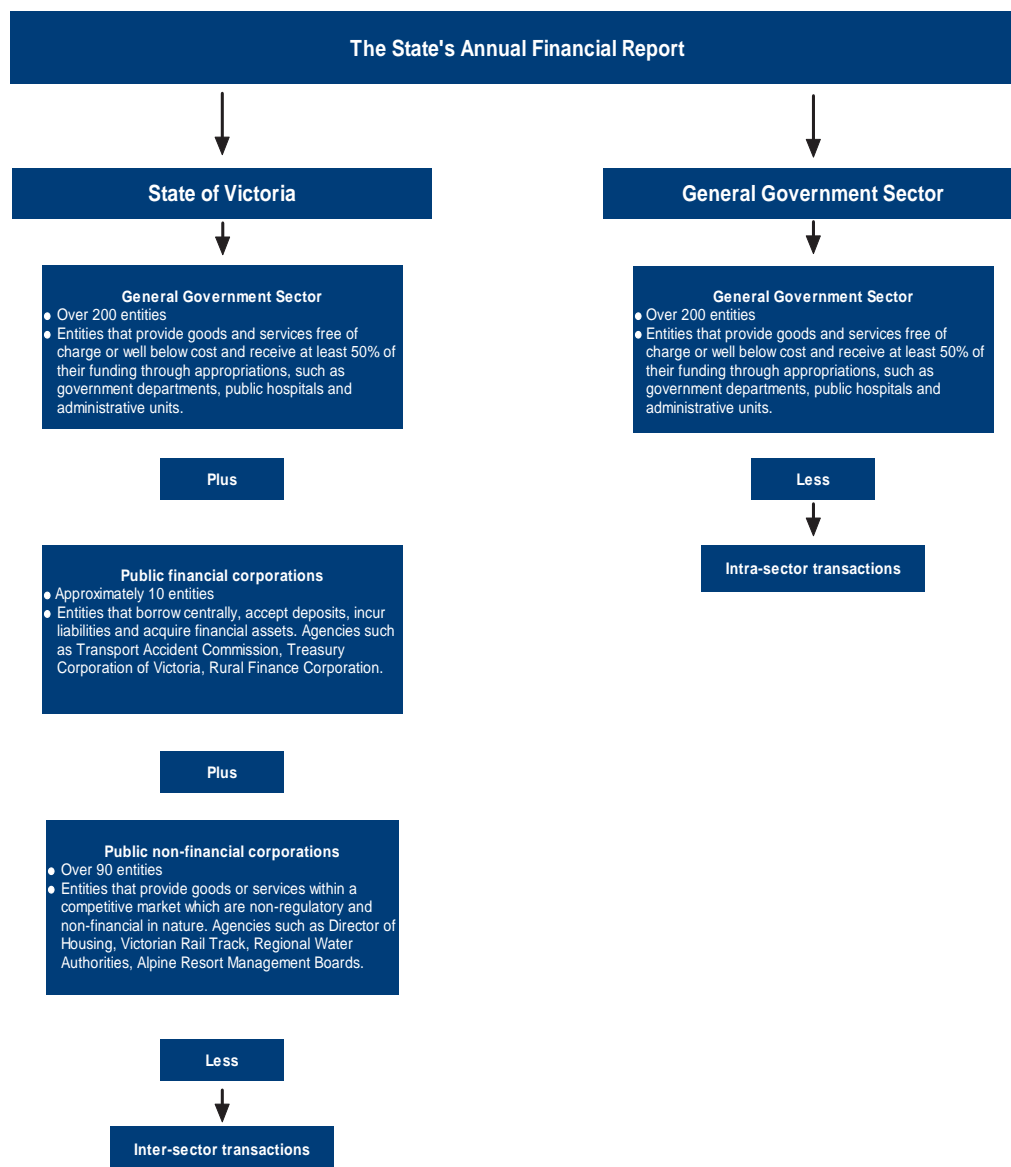 The State's Annual Financial Report
State of Victoria
General Government Sector
● Over 200 entities
● Entities that provide goods and services free of
charge or well below cost and receive at least 50% of
their funding through appropriations, such as
government departments, public hospitals and
administrative units.
Plus
Public financial corporations
● Approximately 10 entities
● Entities that borrow centrally, accept deposits, incur
liabilities and acquire financial assets. Agencies such
as Transport Accident Commission, Treasury
Corporation of Victoria, Rural Finance Corporation.
Plus
Public non-financial corporations
● Over 90 entities
● Entities that provide goods or services within a
competitive market which are non-regulatory and
non-financial in nature. Agencies such as Director of
Housing, Victorian Rail Track, Regional Water
Authorities, Alpine Resort Management Boards.
Less
Inter-sector transactions
General Government Sector
General Government Sector
● Over 200 entities
● Entities that provide goods and services free of
charge or well below cost and receive at least 50% of
their funding through appropriations, such as
government departments, public hospitals and
administrative units.
Less
Intra-sector transactions